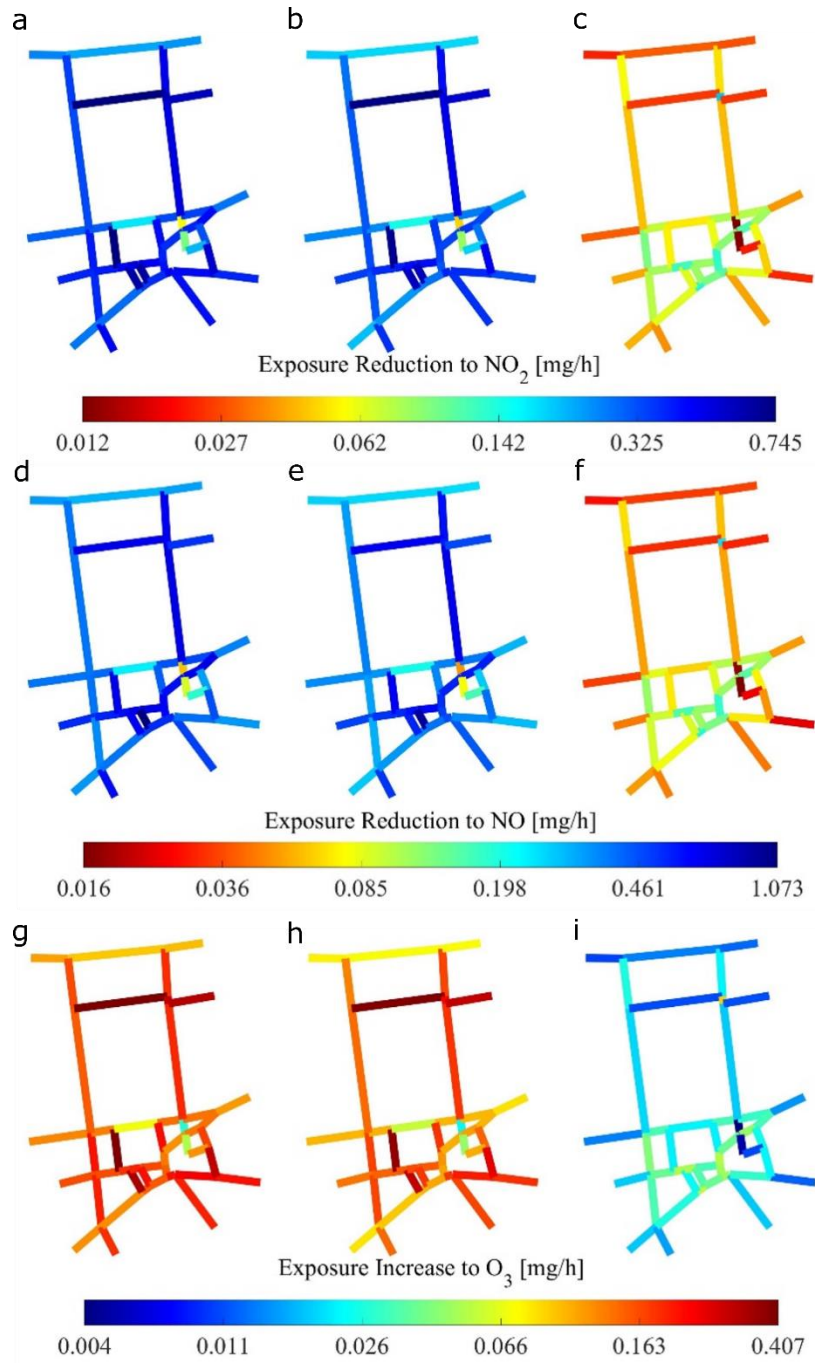 a b c
Exposure Reduction to NO₂ [mg/h]
0.012 0.027 0.062 0.142 0.325 0.745
d e f
Exposure Reduction to NO [mg/h]
0.016 0.036 0.085 0.198 0.461 1.073
g h i
Exposure Increase to O₃ [mg/h]
0.004 0.011 0.026 0.066 0.163 0.407